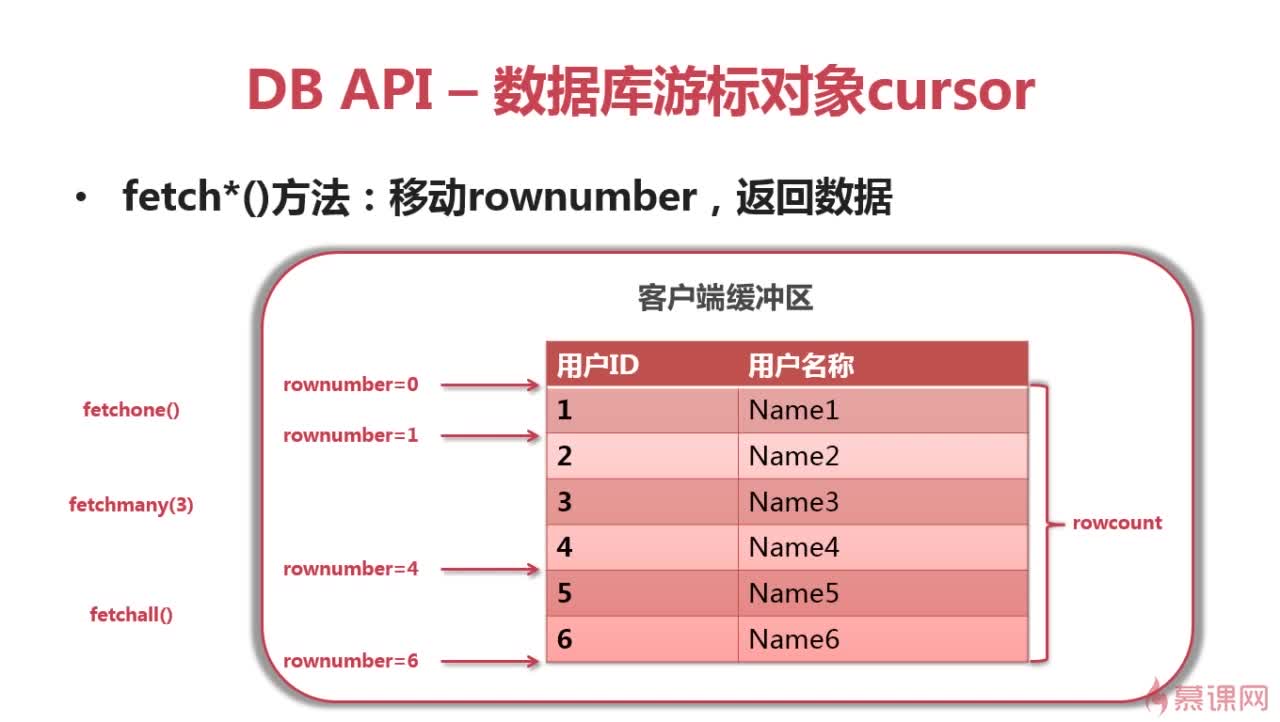 DB API – 数据库游标对象cursor
• fetch*()方法：移动rownumber，返回数据
客户端缓冲区
用户ID 用户名称
rownumber=0
fetchone() 1 Name1
rownumber=1
2 Name2
fetchmany(3) 3 Name3 rowcount
4 Name4
rownumber=4
5 Name5
fetchall()
6 Name6
rownumber=6
慕课网